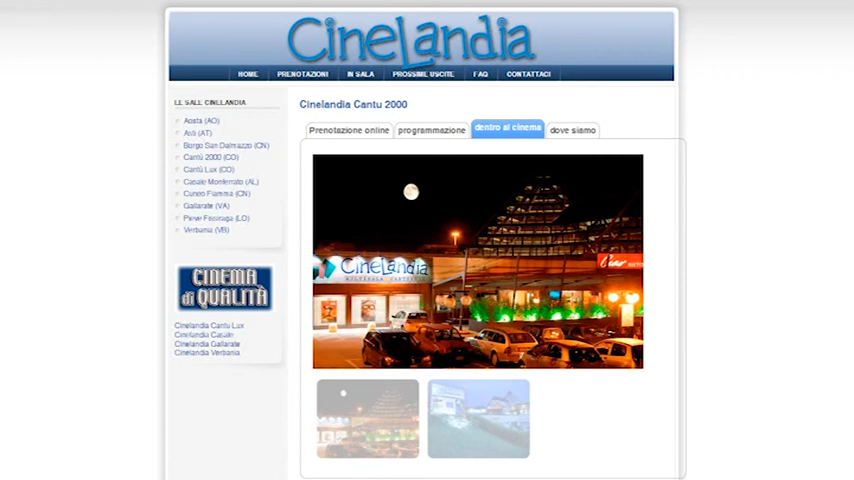 CineLandia
HOME PRENOTAZIONI IN SALA PROSSIME USCITE FAQ CONTATTACI
LE SALE CINELANDIA
Aosta (AO)
Asti (AT)
Borgo San Dalmazzo (CN)
Cantù 2000 (CO)
Cantù Lux (CO)
Casale Monferrato (AL)
Cuneo Fiamma (CN)
Gallarate (VA)
Pieve Fissiraga (LO)
Verbania (VB)
CINEMA
di QUALITÀ
Cinelandia Cantu Lux
Cinelandia Casale
Cinelandia Gallarate
Cinelandia Verbania
Cinelandia Cantu 2000
Prenotazione online programmazione dentro al cinema dove siamo
CINELANDIA